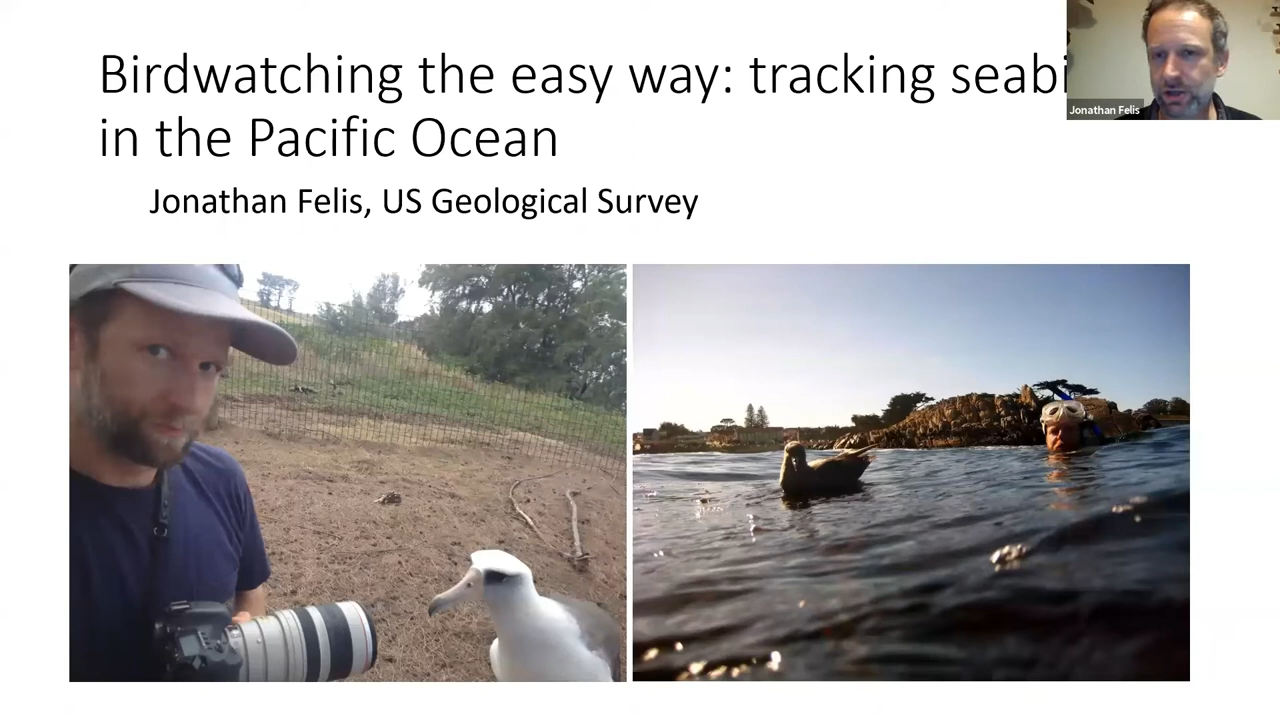 Birdwatching the easy way: tracking seabi
in the Pacific Ocean
Jonathan Felis, US Geological Survey
Jonathan Felis